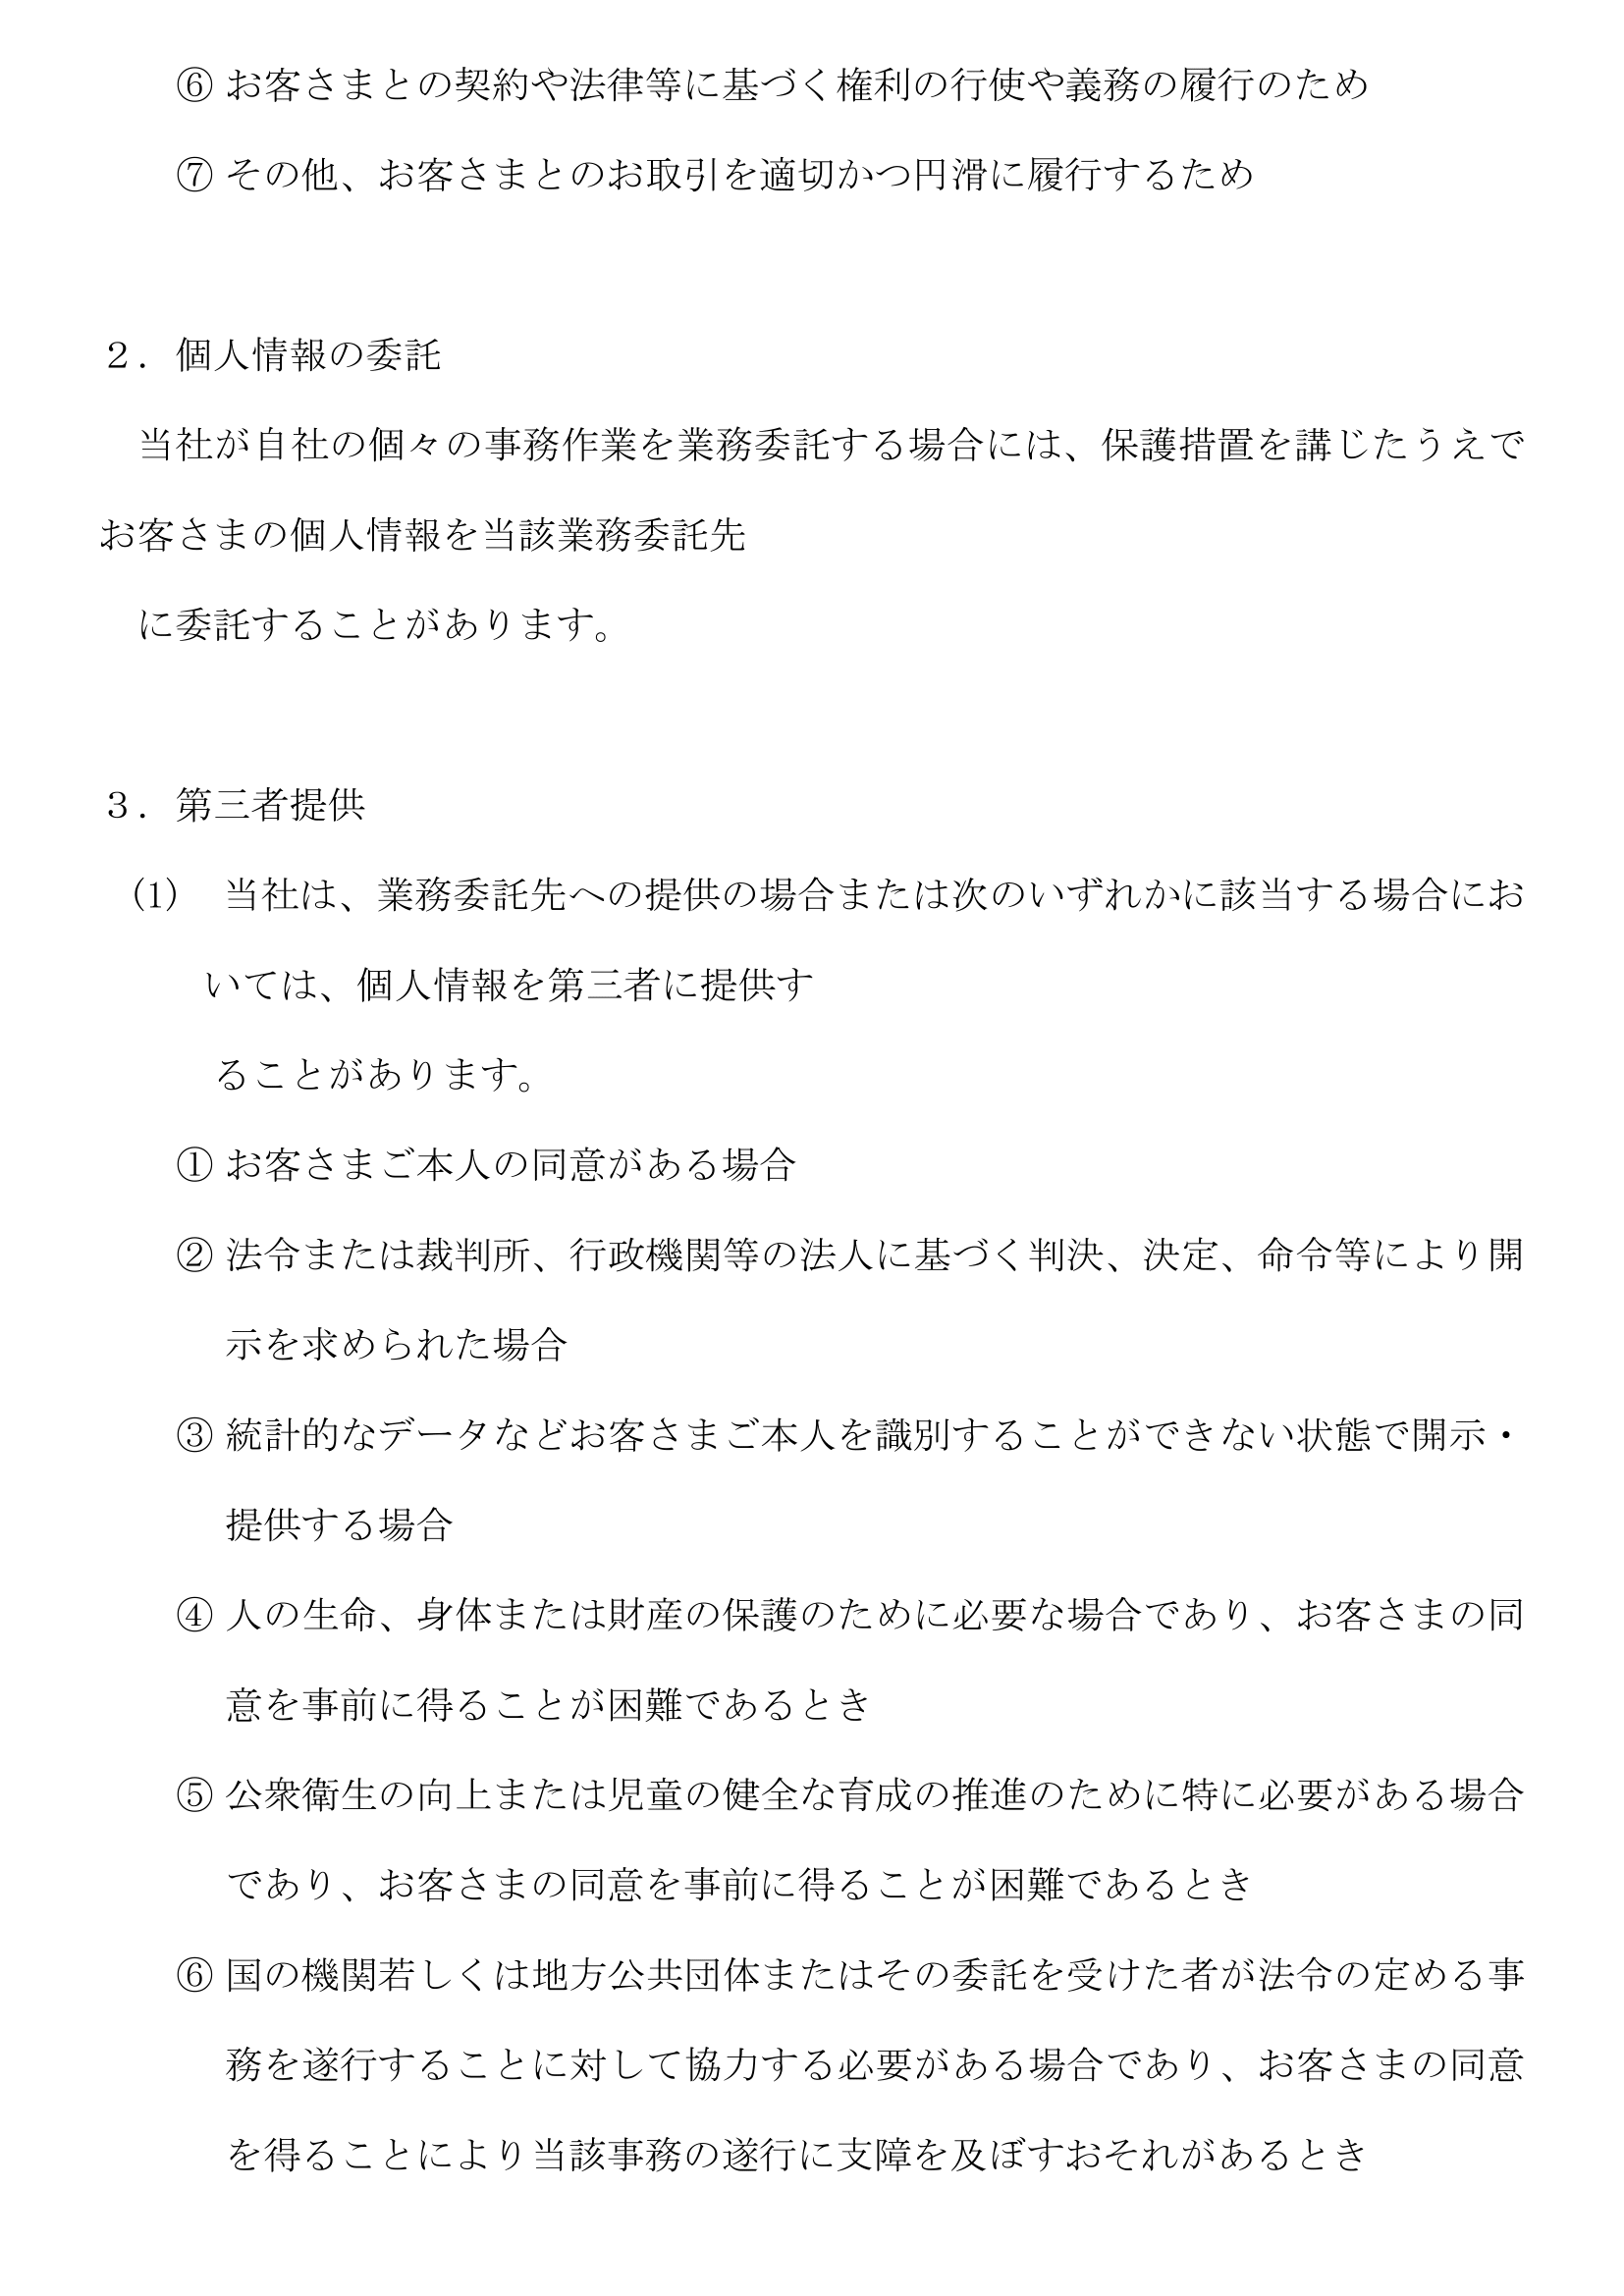 ⑥ お客さまとの契約や法律等に基づく権利の行使や義務の履行のため
⑦ その他、お客さまとのお取引を適切かつ円滑に履行するため
２．個人情報の委託
当社が自社の個々の事務作業を業務委託する場合には、保護措置を講じたうえで
お客さまの個人情報を当該業務委託先
に委託することがあります。
３．第三者提供
(1)　当社は、業務委託先への提供の場合または次のいずれかに該当する場合にお
いては、個人情報を第三者に提供す
ることがあります。
① お客さまご本人の同意がある場合
② 法令または裁判所、行政機関等の法人に基づく判決、決定、命令等により開
示を求められた場合
③ 統計的なデータなどお客さまご本人を識別することができない状態で開示・
提供する場合
④ 人の生命、身体または財産の保護のために必要な場合であり、お客さまの同
意を事前に得ることが困難であるとき
⑤ 公衆衛生の向上または児童の健全な育成の推進のために特に必要がある場合
であり、お客さまの同意を事前に得ることが困難であるとき
⑥ 国の機関若しくは地方公共団体またはその委託を受けた者が法令の定める事
務を遂行することに対して協力する必要がある場合であり、お客さまの同意
を得ることにより当該事務の遂行に支障を及ぼすおそれがあるとき